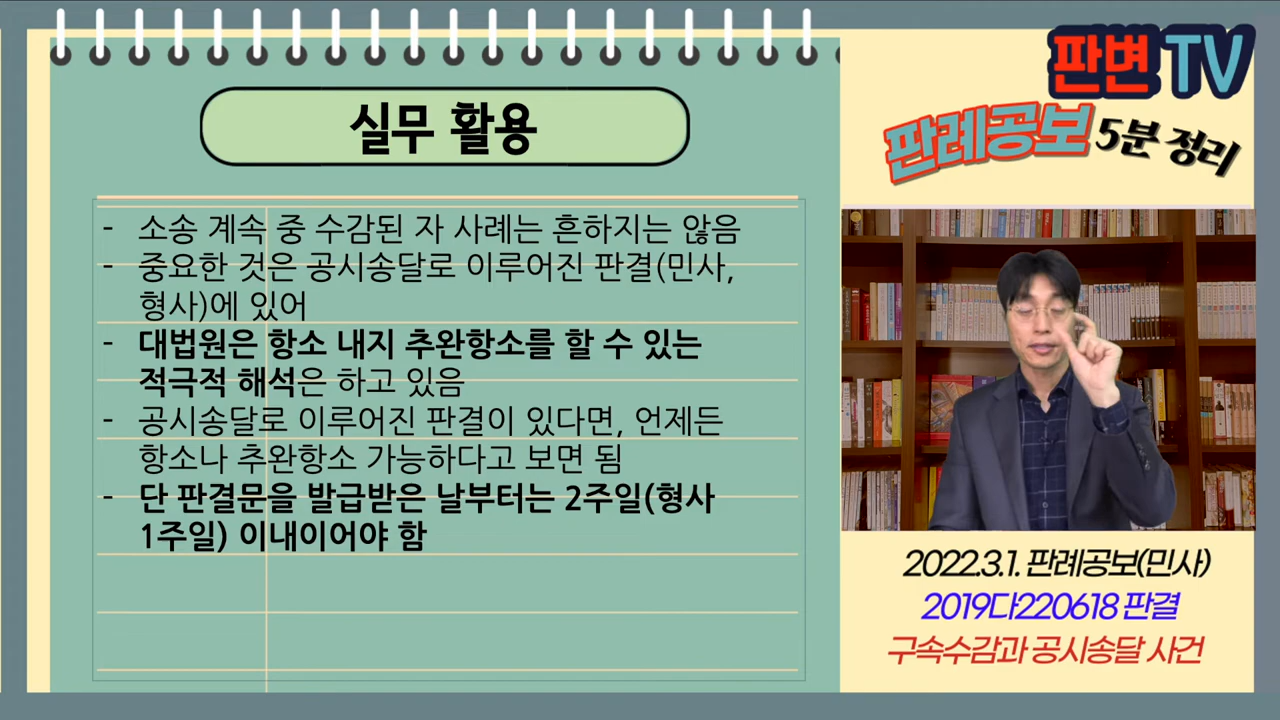 실무 활용
- 소송 계속 중 수감된 자 사례는 흔하지는 않음
- 중요한 것은 공시송달로 이루어진 판결(민사,
형사)에 있어
- 대법원은 항소 내지 추완항소를 할 수 있는
적극적 해석은 하고 있음
- 공시송달로 이루어진 판결이 있다면, 언제든
항소나 추완항소 가능하다고 보면 됨
- 단 판결문을 발급받은 날부터는 2주일(형사
1주일) 이내이어야 함
판변 TV
판례공보 5분 정리
2022.3.1. 판례공보(민사)
2019다220618 판결
구속수감과 공시송달 사건